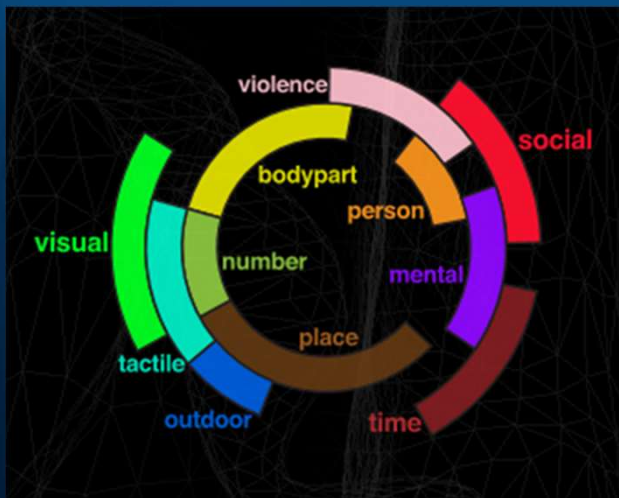 violence
social
bodypart
person
visual
number
mental
place
tactile
outdoor
time